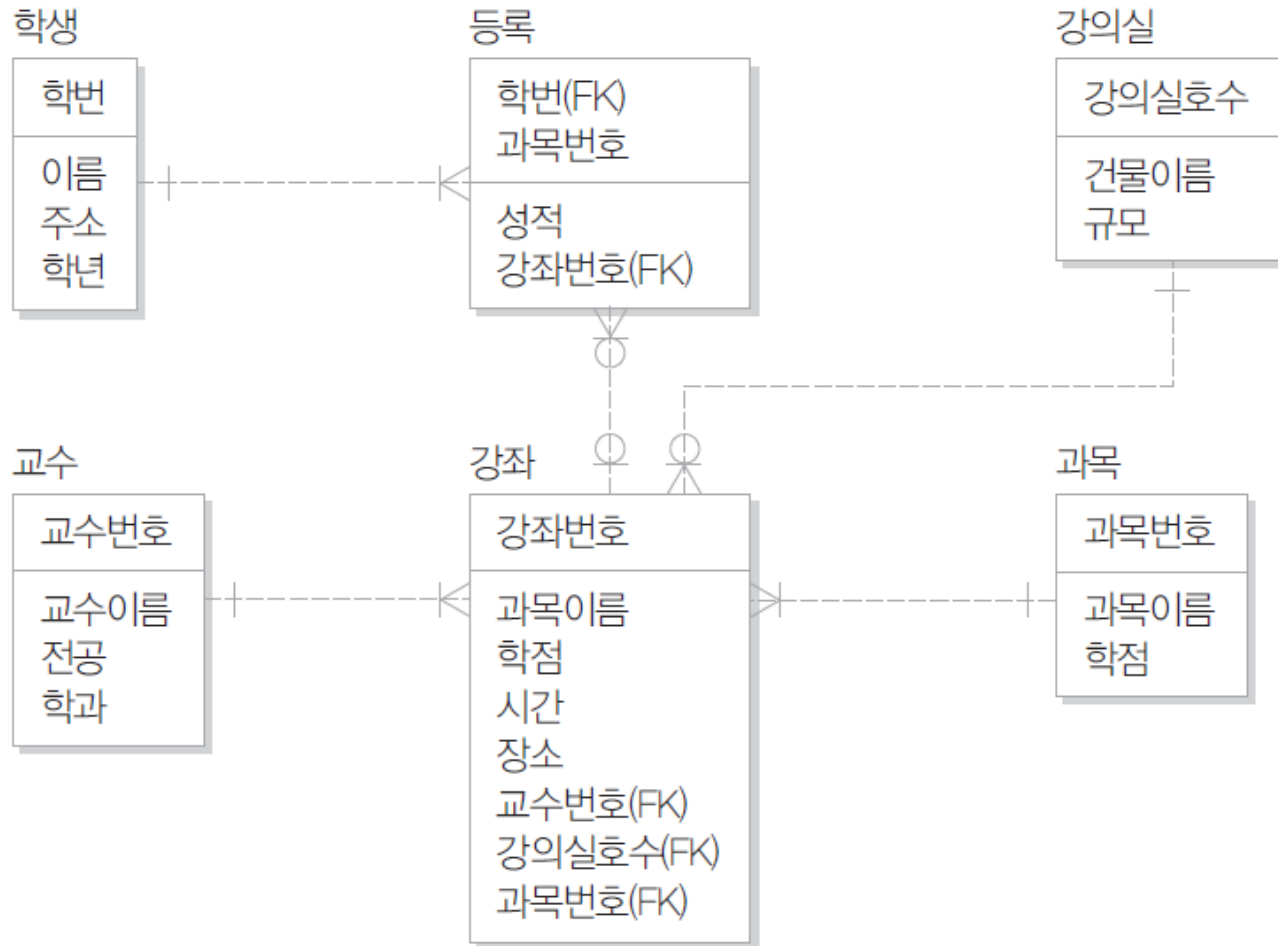 학생
학번
이름
주소
학년
등록
학번(FK)
과목번호
성적
강좌번호(FK)
강의실
강의실호수
건물이름
규모
교수
교수번호
교수이름
전공
학과
강좌
강좌번호
과목이름
학점
시간
장소
교수번호(FK)
강의실호수(FK)
과목번호(FK)
과목
과목번호
과목이름
학점